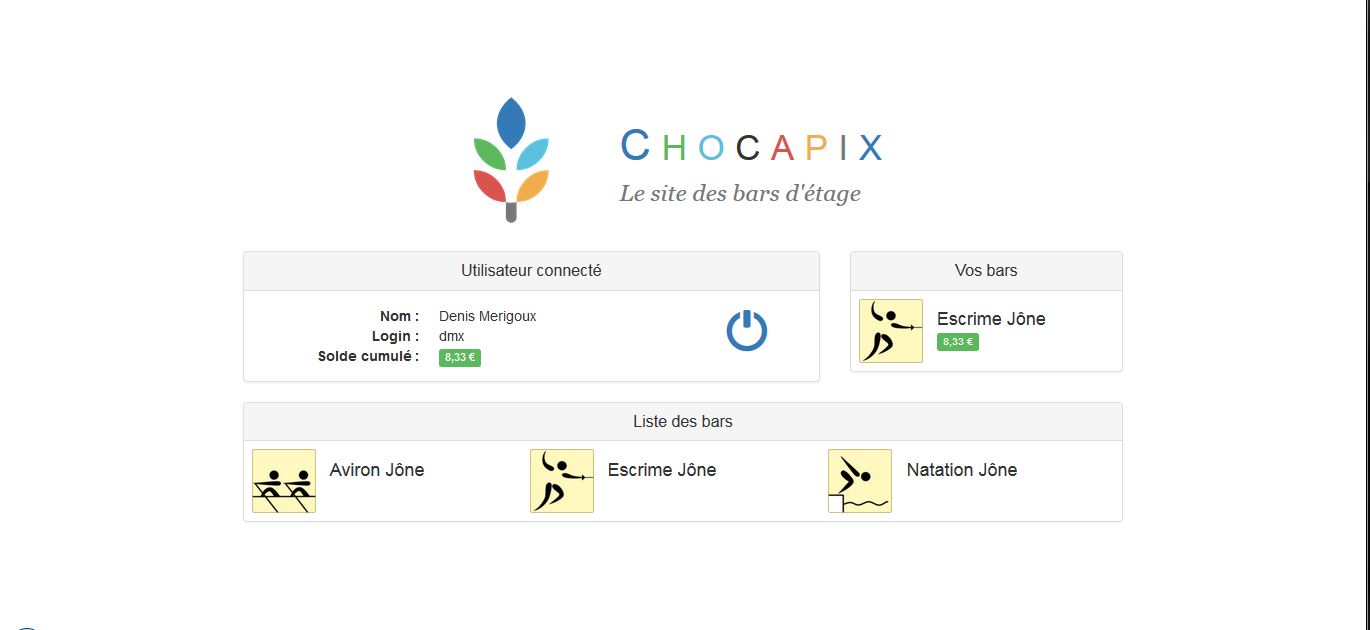 CHOCAPIX
Le site des bars d'étage
Utilisateur connecté
Nom : Denis Merigoux
Login : dmx
Solde cumulé : 8,33 €
Vos bars
Escrime Jône
8,33 €
Liste des bars
Aviron Jône
Escrime Jône
Natation Jône